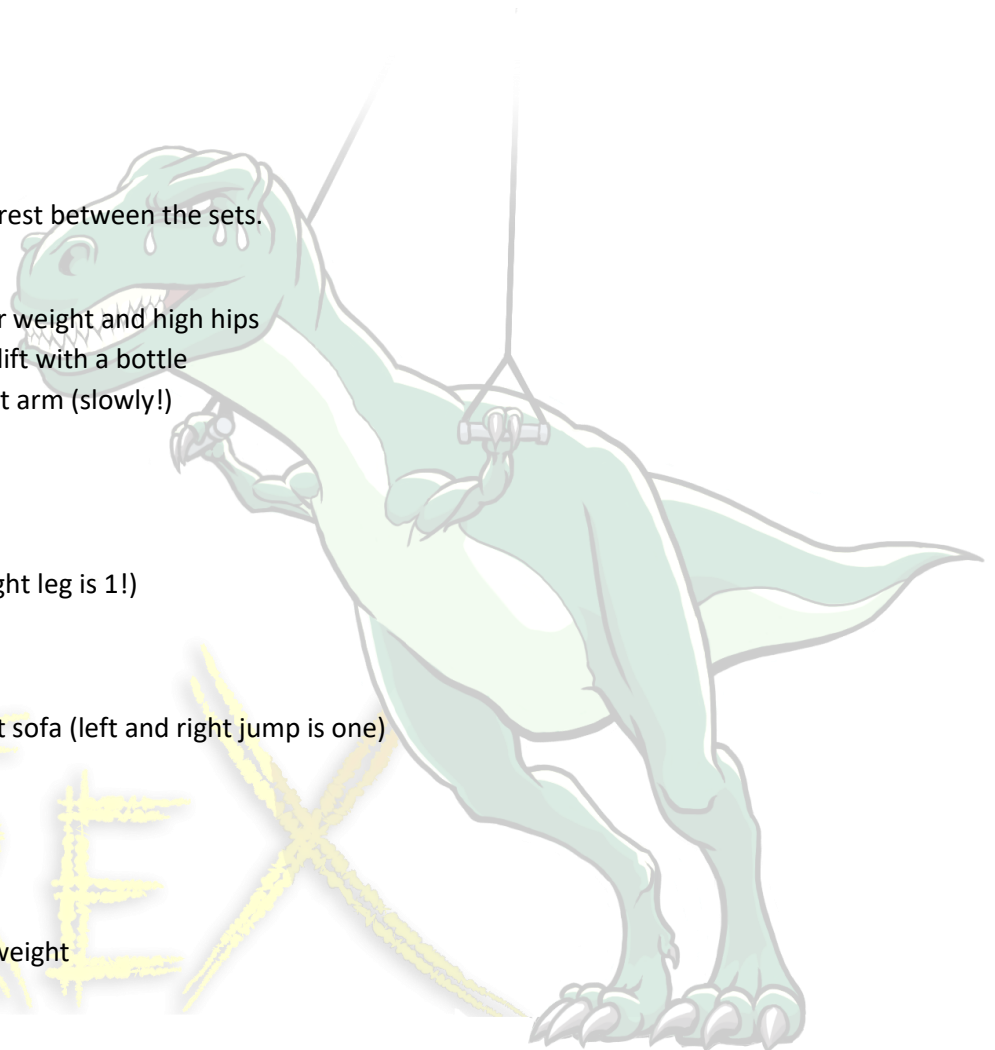 rest between the sets.
r weight and high hips
lift with a bottle
t arm (slowly!)
ght leg is 1!)
t sofa (left and right jump is one)
EX
weight